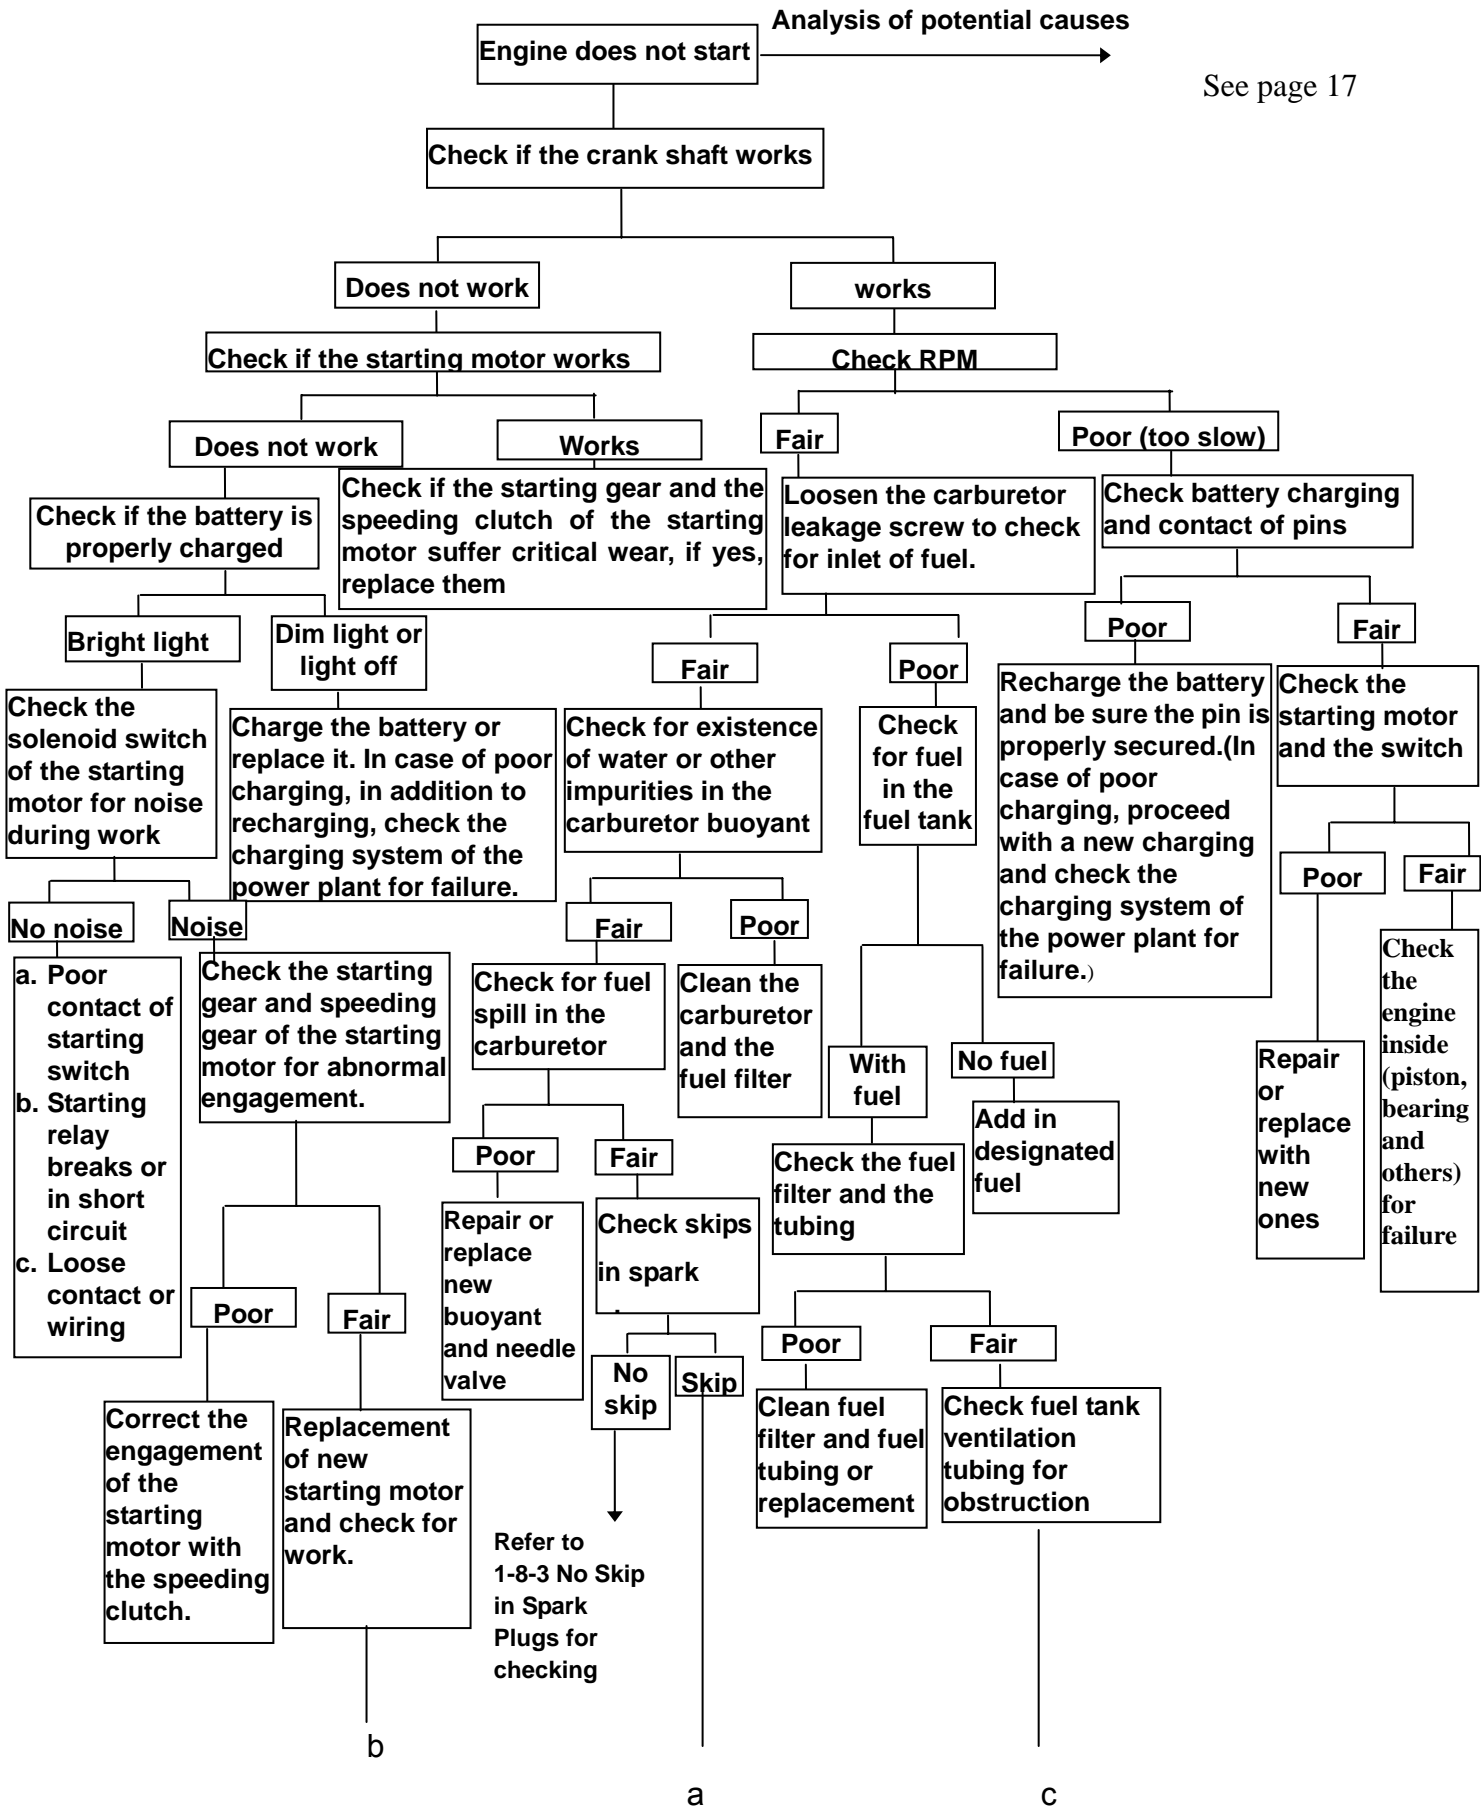 Analysis of potential causes
Engine does not start
See page 17
Check if the crank shaft works
Does not work
works
Check if the starting motor works
Check RPM
Does not work
Works
Fair
Poor (too slow)
Check if the battery is
properly charged
Check if the starting gear and the
speeding clutch of the starting
motor suffer critical wear, if yes,
replace them
Loosen the carburetor
leakage screw to check
for inlet of fuel.
Check battery charging
and contact of pins
Bright light
Dim light or
light off
Fair
Poor
Poor
Fair
Check the
solenoid switch
of the starting
motor for noise
during work
Charge the battery or
replace it. In case of poor
charging, in addition to
recharging, check the
charging system of the
power plant for failure.
Check for existence
of water or other
impurities in the
carburetor buoyant
Check
for fuel
in the
fuel tank
Recharge the battery
and be sure the pin is
properly secured.(In
case of poor
charging, proceed
with a new charging
and check the
charging system of
the power plant for
failure.)
Check the
starting motor
and the switch
No noise
Noise
Fair
Poor
Poor
Fair
a. Poor
contact of
starting
switch
b. Starting
relay
breaks or
in short
circuit
c. Loose
contact or
wiring
Check the starting
gear and speeding
gear of the starting
motor for abnormal
engagement.
Check for fuel
spill in the
carburetor
Clean the
carburetor
and the
fuel filter
With
fuel
No fuel
Repair
or
replace
with
new
ones
Check
the
engine
inside
(piston,
bearing
and
others)
for
failure
Poor
Fair
Add in
designated
fuel
Check the fuel
filter and the
tubing
Poor
Fair
Repair or
replace
new
buoyant
and needle
valve
Check skips
in spark
No
skip
Skip
Poor
Fair
Correct the
engagement
of the
starting
motor with
the speeding
clutch.
Replacement
of new
starting motor
and check for
work.
Clean fuel
filter and fuel
tubing or
replacement
Check fuel tank
ventilation
tubing for
obstruction
Refer to
1-8-3 No Skip
in Spark
Plugs for
checking
b
a
c